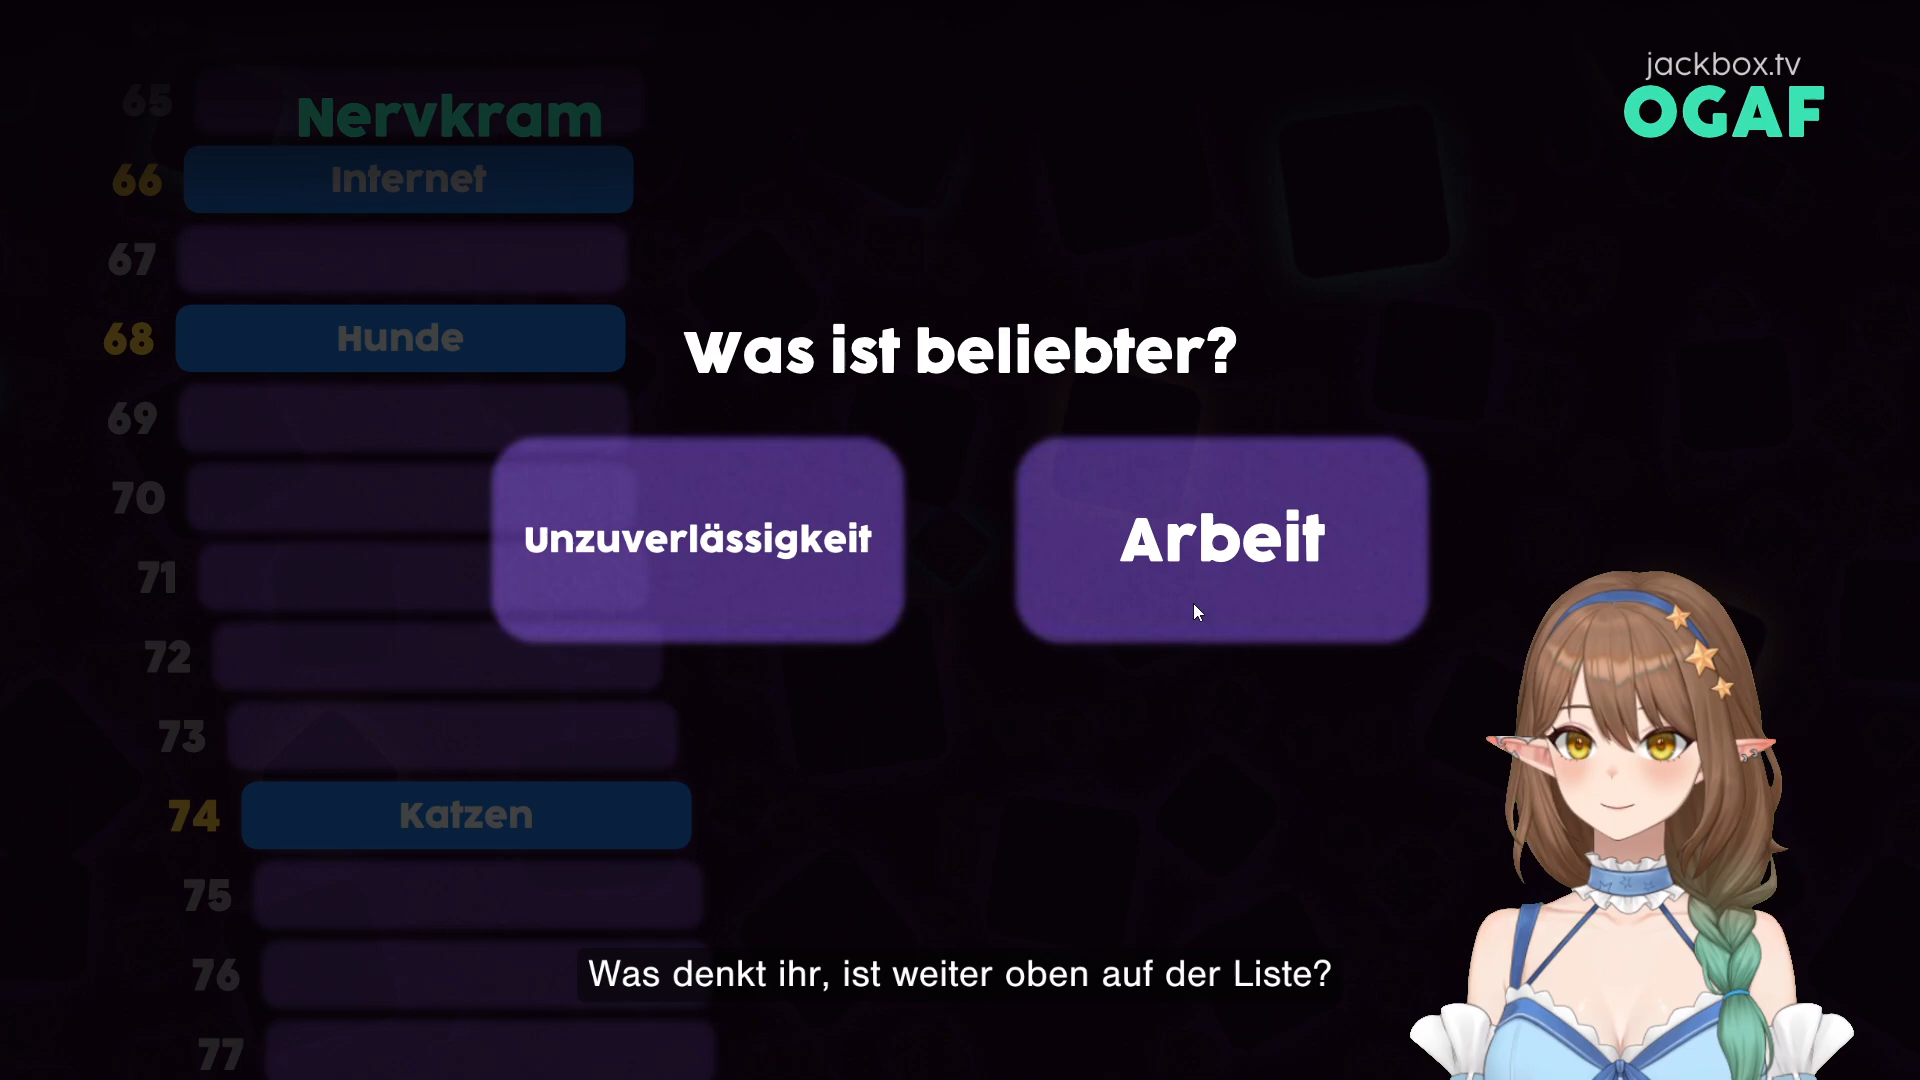 jackbox.tv
OGAF
65
Nervkram
66 Internet
67
68 Hunde
Was ist beliebter?
69
70
Unzuverlässigkeit
Arbeit
71
72
73
74 Katzen
75
76
Was denkt ihr, ist weiter oben auf der Liste?
77